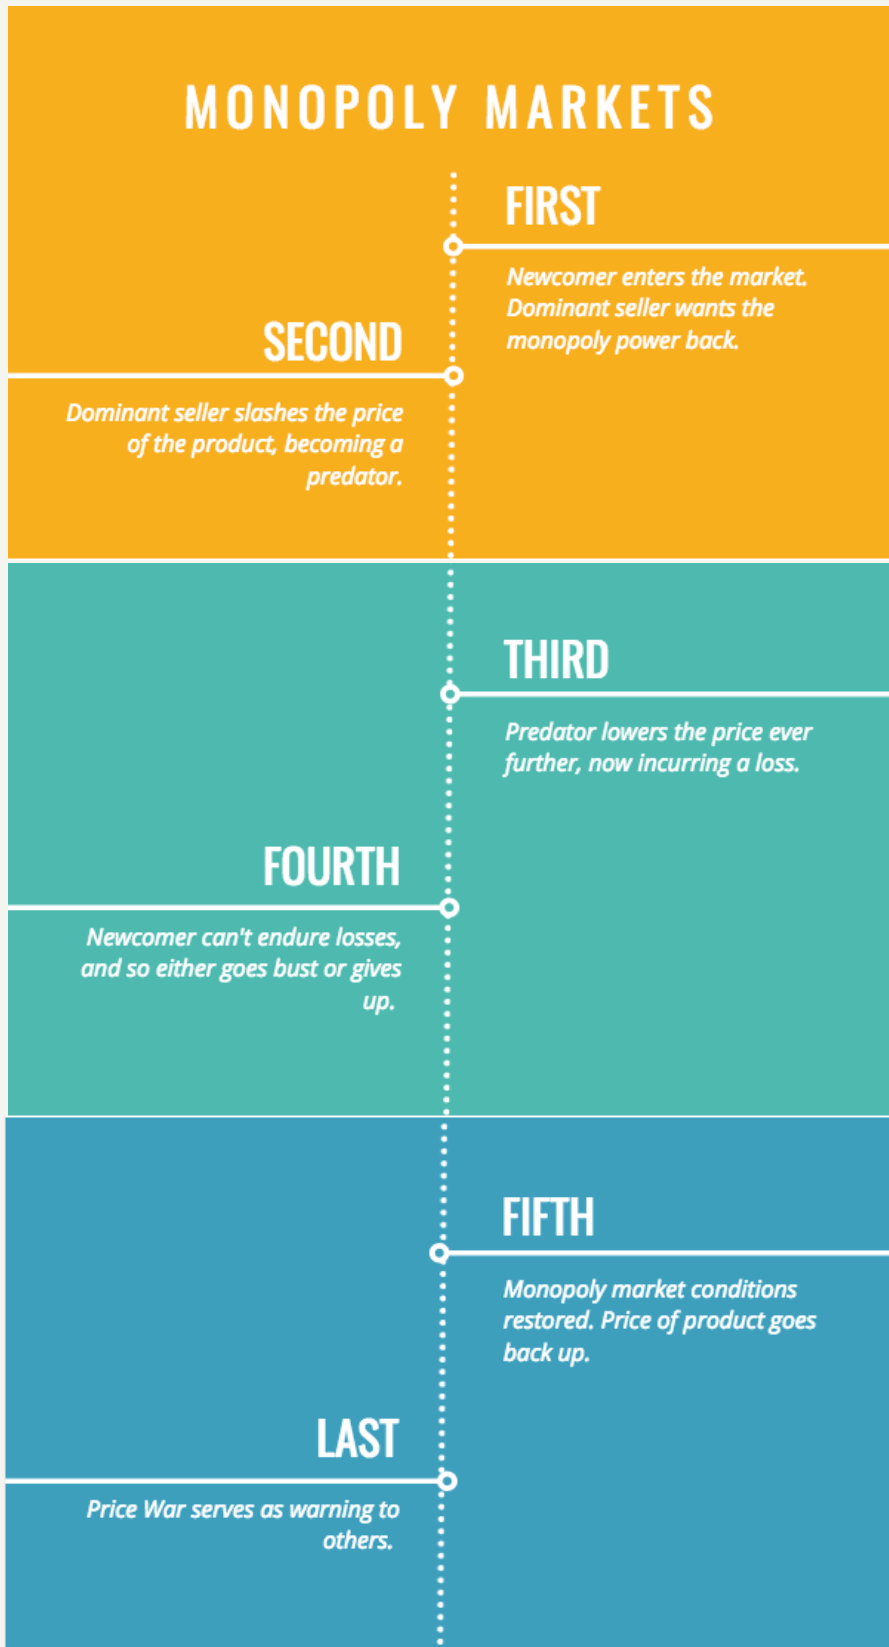 MONOPOLY MARKETS
FIRST
Newcomer enters the market.
Dominant seller wants the
monopoly power back.
SECOND
Dominant seller slashes the price
of the product, becoming a
predator.
THIRD
Predator lowers the price ever
further, now incurring a loss.
FOURTH
Newcomer can't endure losses,
and so either goes bust or gives
up.
FIFTH
Monopoly market conditions
restored. Price of product goes
back up.
LAST
Price War serves as warning to
others.